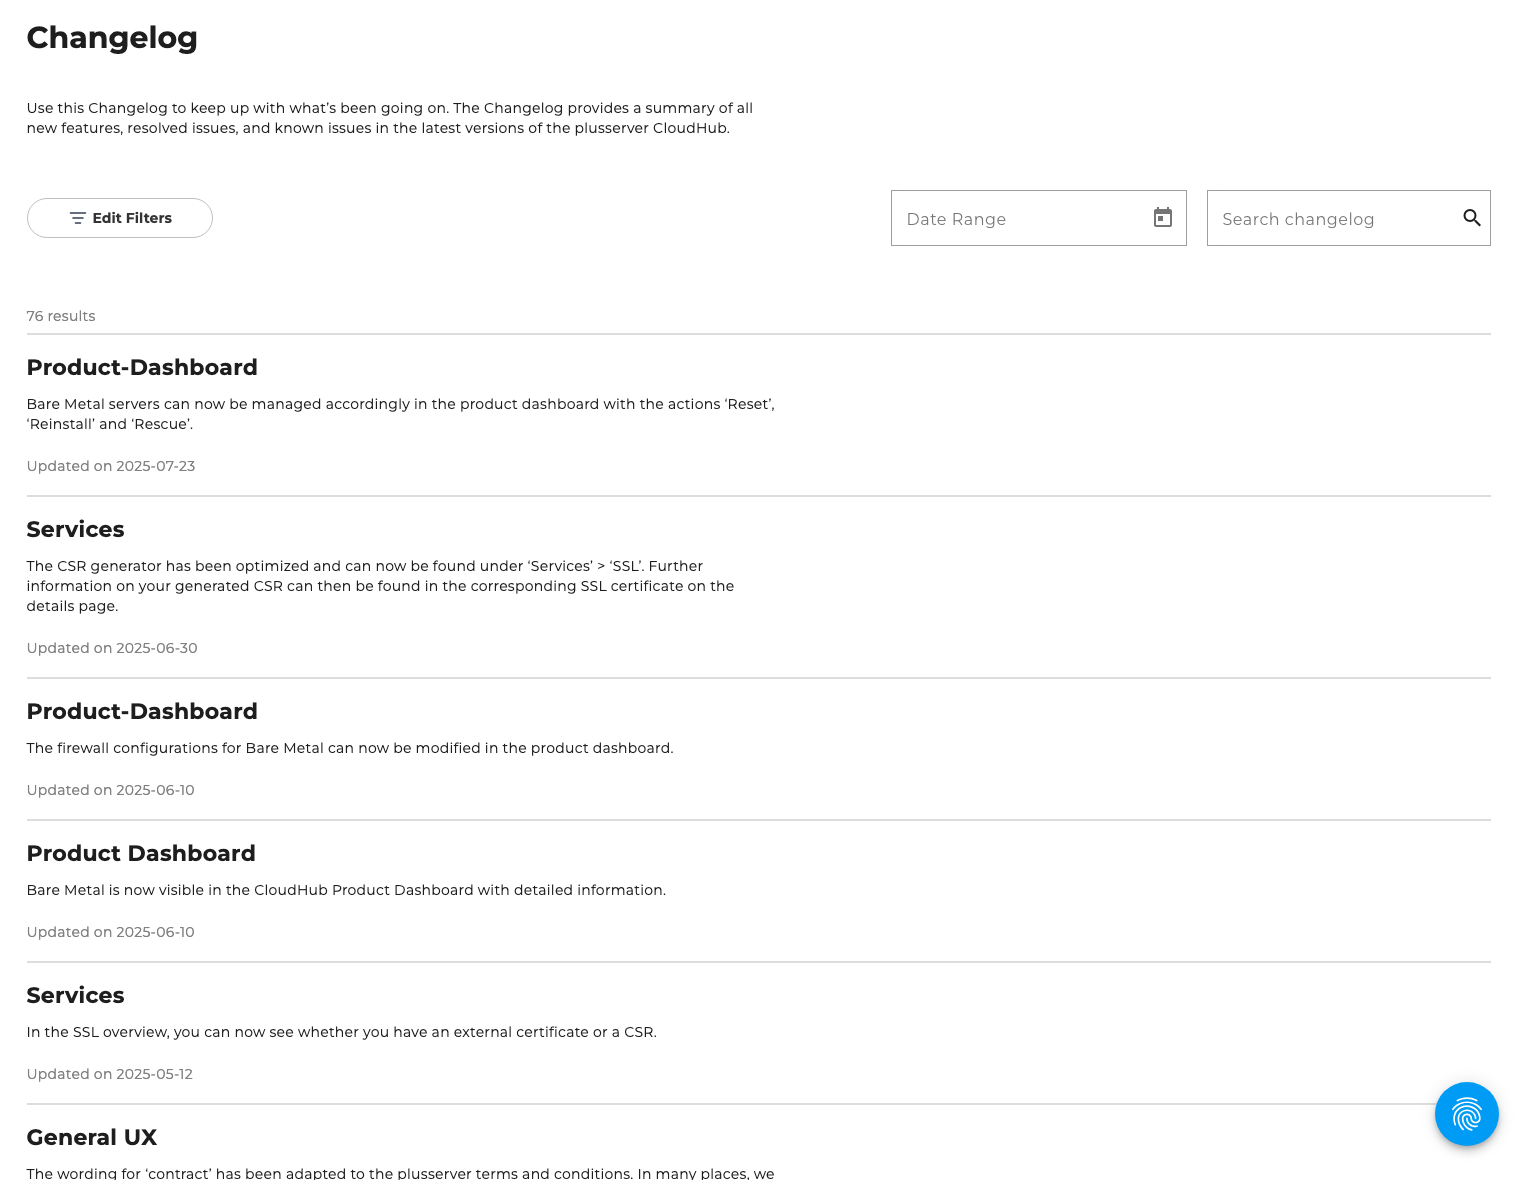 Changelog
Use this Changelog to keep up with what’s been going on. The Changelog provides a summary of all
new features, resolved issues, and known issues in the latest versions of the plusserver CloudHub.
Edit Filters
Date Range
Search changelog
76 results
Product-Dashboard
Bare Metal servers can now be managed accordingly in the product dashboard with the actions ‘Reset’,
‘Reinstall’ and ‘Rescue’.
Updated on 2025-07-23
Services
The CSR generator has been optimized and can now be found under ‘Services’ > ‘SSL’. Further
information on your generated CSR can then be found in the corresponding SSL certificate on the
details page.
Updated on 2025-06-30
Product-Dashboard
The firewall configurations for Bare Metal can now be modified in the product dashboard.
Updated on 2025-06-10
Product Dashboard
Bare Metal is now visible in the CloudHub Product Dashboard with detailed information.
Updated on 2025-06-10
Services
In the SSL overview, you can now see whether you have an external certificate or a CSR.
Updated on 2025-05-12
General UX
The wording for ‘contract’ has been adapted to the plusserver terms and conditions. In many places, we